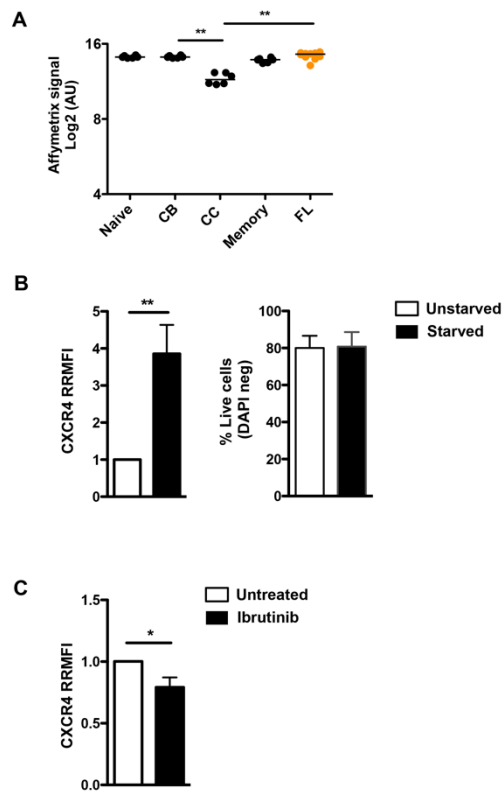 A
**
**
Affymetrix signal
Log2 (AU)
16
8
4
Naive
CB
CC
Memory
FL
B
**
CXCR4 RRMFI
5
4
3
2
1
0
% Live cells
(DAPI neg)
100
80
60
40
20
0
Unstarved
Starved
C
*
CXCR4 RRMFI
1.5
1.0
0.5
0.0
Untreated
Ibrutinib